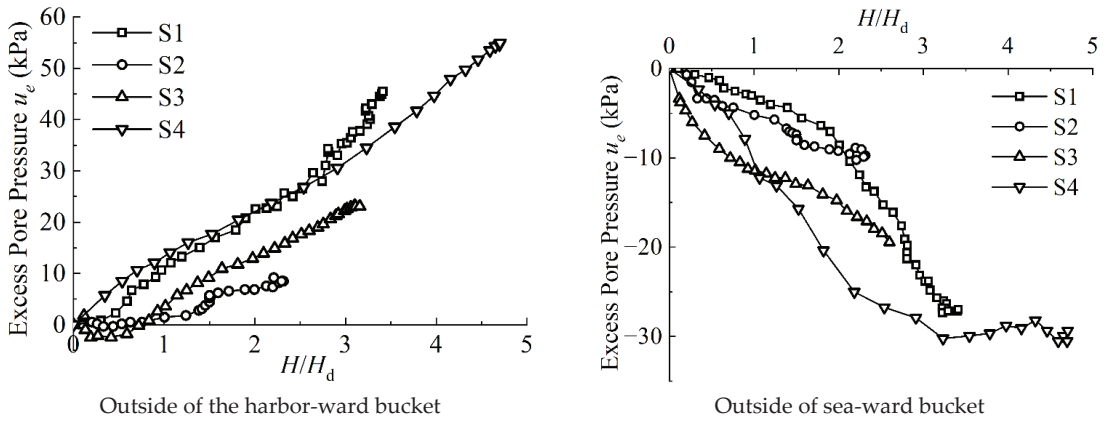 60
50
40
30
20
10
0
0 1 2 3 4 5
Excess Pore Pressure u_e (kPa)
H/H_d
S1
S2
S3
S4
Outside of the harbor-ward bucket
H/H_d
0 1 2 3 4 5
0
−10
−20
−30
Excess Pore Pressure u_e (kPa)
S1
S2
S3
S4
Outside of sea-ward bucket